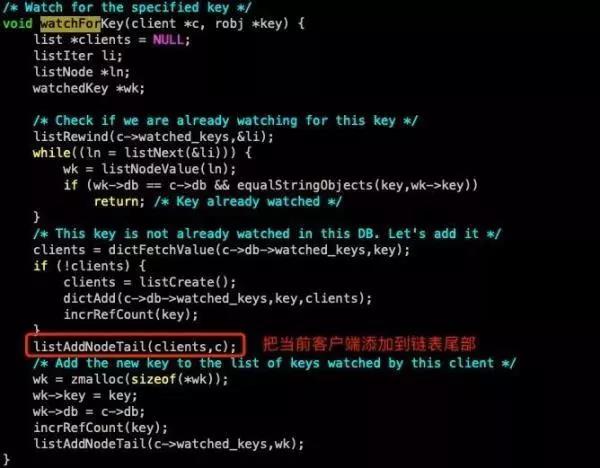 /* Watch for the specified key */
void watchForKey(client *c, robj *key) {
    list *clients = NULL;
    listIter li;
    listNode *ln;
    watchedKey *wk;

    /* Check if we are already watching for this key */
    listRewind(c->watched_keys,&li);
    while((ln = listNext(&li))) {
        wk = listNodeValue(ln);
        if (wk->db == c->db && equalStringObjects(key,wk->key))
            return; /* Key already watched */
    }
    /* This key is not already watched in this DB. Let's add it */
    clients = dictFetchValue(c->db->watched_keys,key);
    if (!clients) {
        clients = listCreate();
        dictAdd(c->db->watched_keys,key,clients);
        incrRefCount(key);
    }
    listAddNodeTail(clients,c); 把当前客户端添加到链表尾部
    /* Add the new key to the list of keys watched by this client */
    wk = zmalloc(sizeof(*wk));
    wk->key = key;
    wk->db = c->db;
    incrRefCount(key);
    listAddNodeTail(c->watched_keys,wk);
}